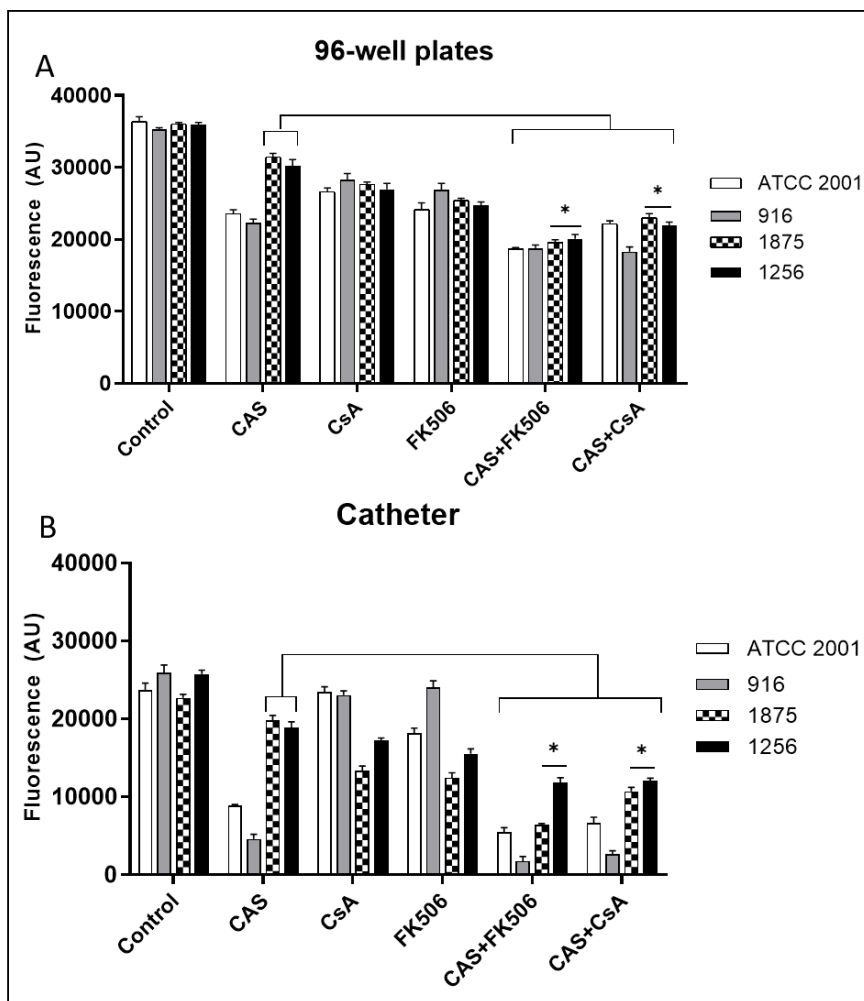 A
96-well plates
Fluorescence (AU)
40000
30000
20000
10000
0
* *
Control
CAS
CsA
FK506
CAS+FK506
CAS+CsA
ATCC 2001
916
1875
1256
B
Catheter
Fluorescence (AU)
40000
30000
20000
10000
0
* *
Control
CAS
CsA
FK506
CAS+FK506
CAS+CsA
ATCC 2001
916
1875
1256